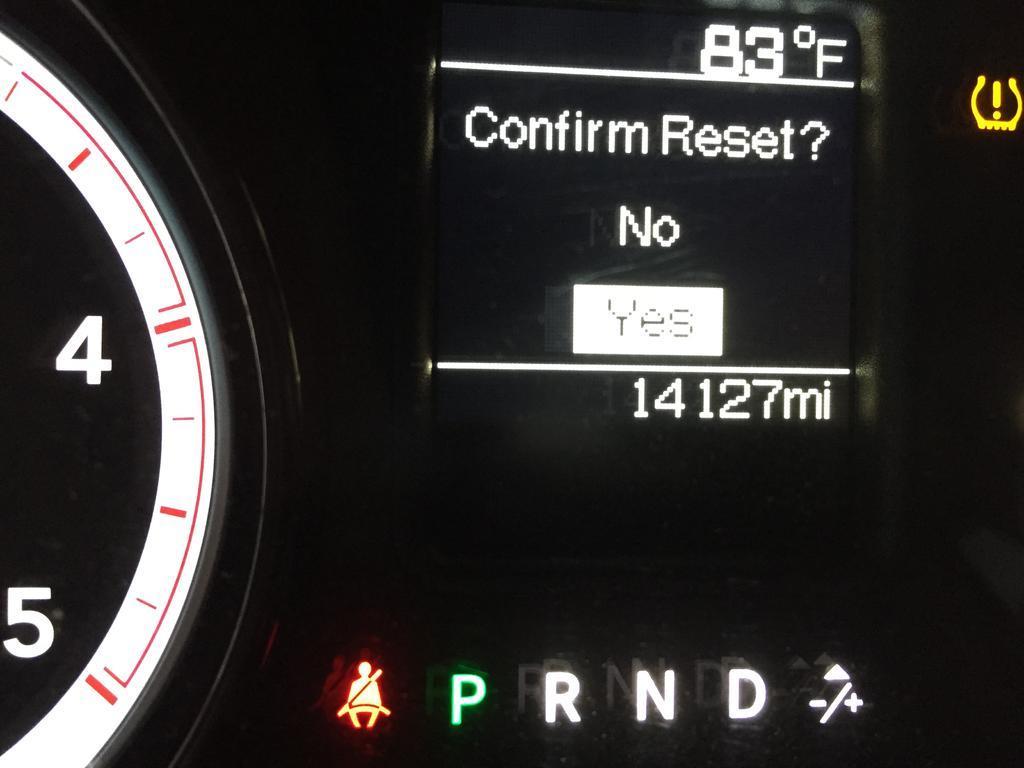 83°F
Confirm Reset?
No
Yes
14127mi
4
5
P R N D -/+